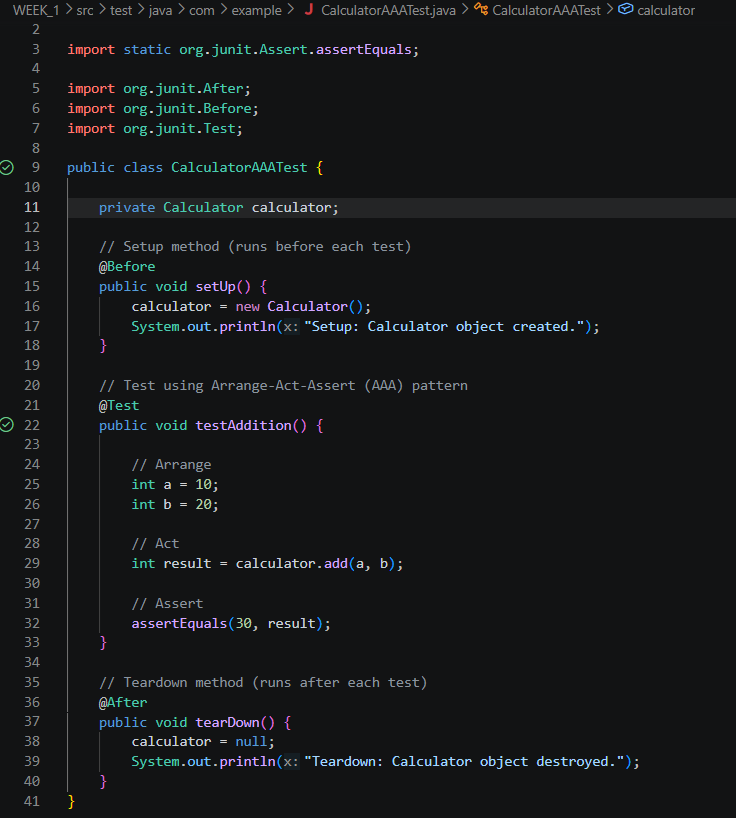 WEEK_1 > src > test > java > com > example > J CalculatorAAATest.java > CalculatorAAATest > calculator
2
3 import static org.junit.Assert.assertEquals;
4
5 import org.junit.After;
6 import org.junit.Before;
7 import org.junit.Test;
8
9 public class CalculatorAAATest {
10
11     private Calculator calculator;
12
13     // Setup method (runs before each test)
14     @Before
15     public void setUp() {
16         calculator = new Calculator();
17         System.out.println(x: "Setup: Calculator object created.");
18     }
19
20     // Test using Arrange-Act-Assert (AAA) pattern
21     @Test
22     public void testAddition() {
23
24         // Arrange
25         int a = 10;
26         int b = 20;
27
28         // Act
29         int result = calculator.add(a, b);
30
31         // Assert
32         assertEquals(30, result);
33     }
34
35     // Teardown method (runs after each test)
36     @After
37     public void tearDown() {
38         calculator = null;
39         System.out.println(x: "Teardown: Calculator object destroyed.");
40     }
41 }